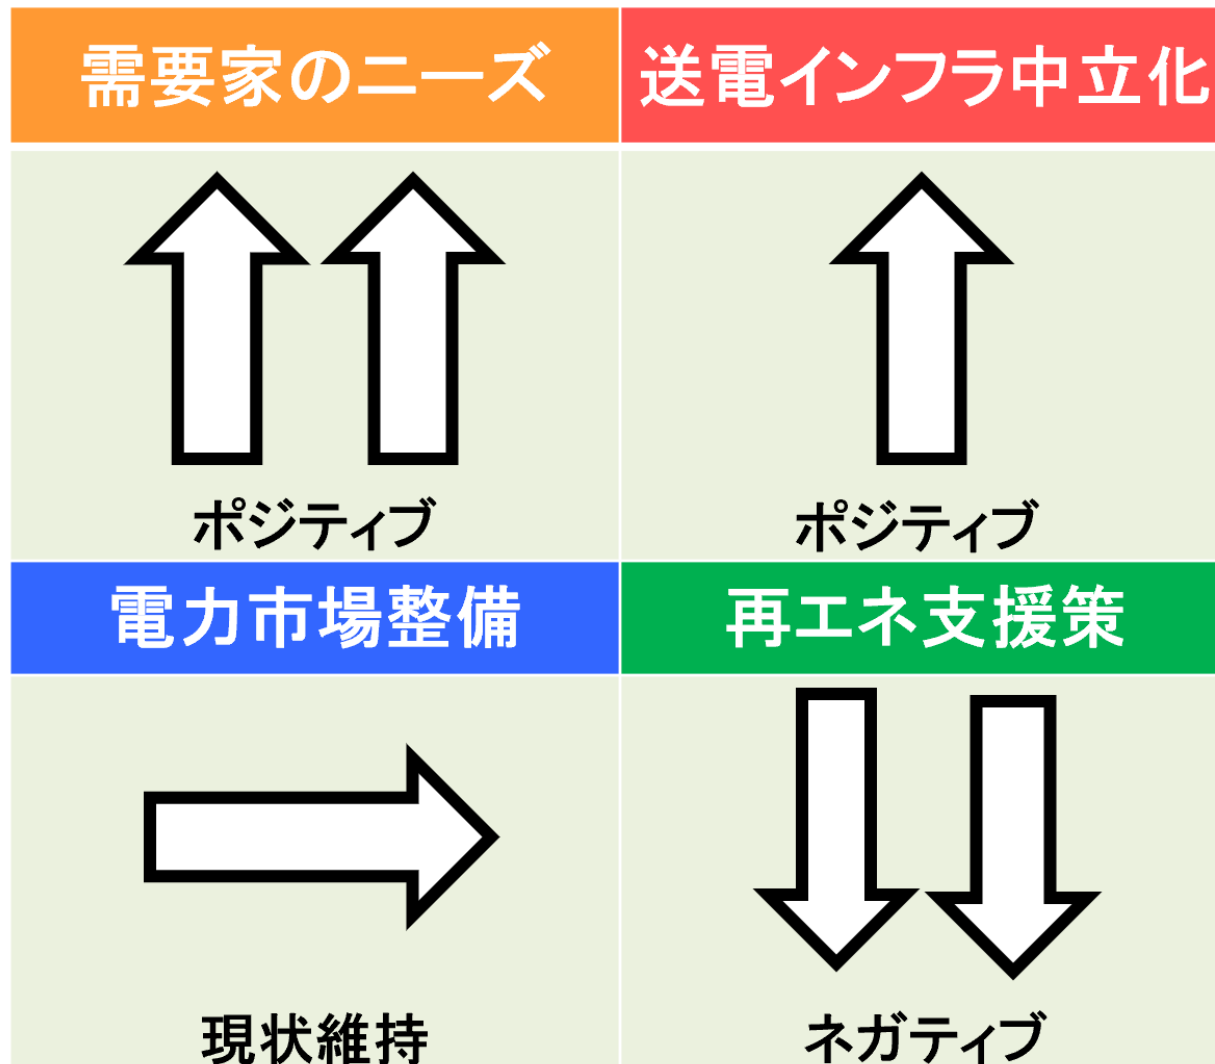 需要家のニーズ
送電インフラ中立化
ポジティブ
ポジティブ
電力市場整備
再エネ支援策
現状維持
ネガティブ